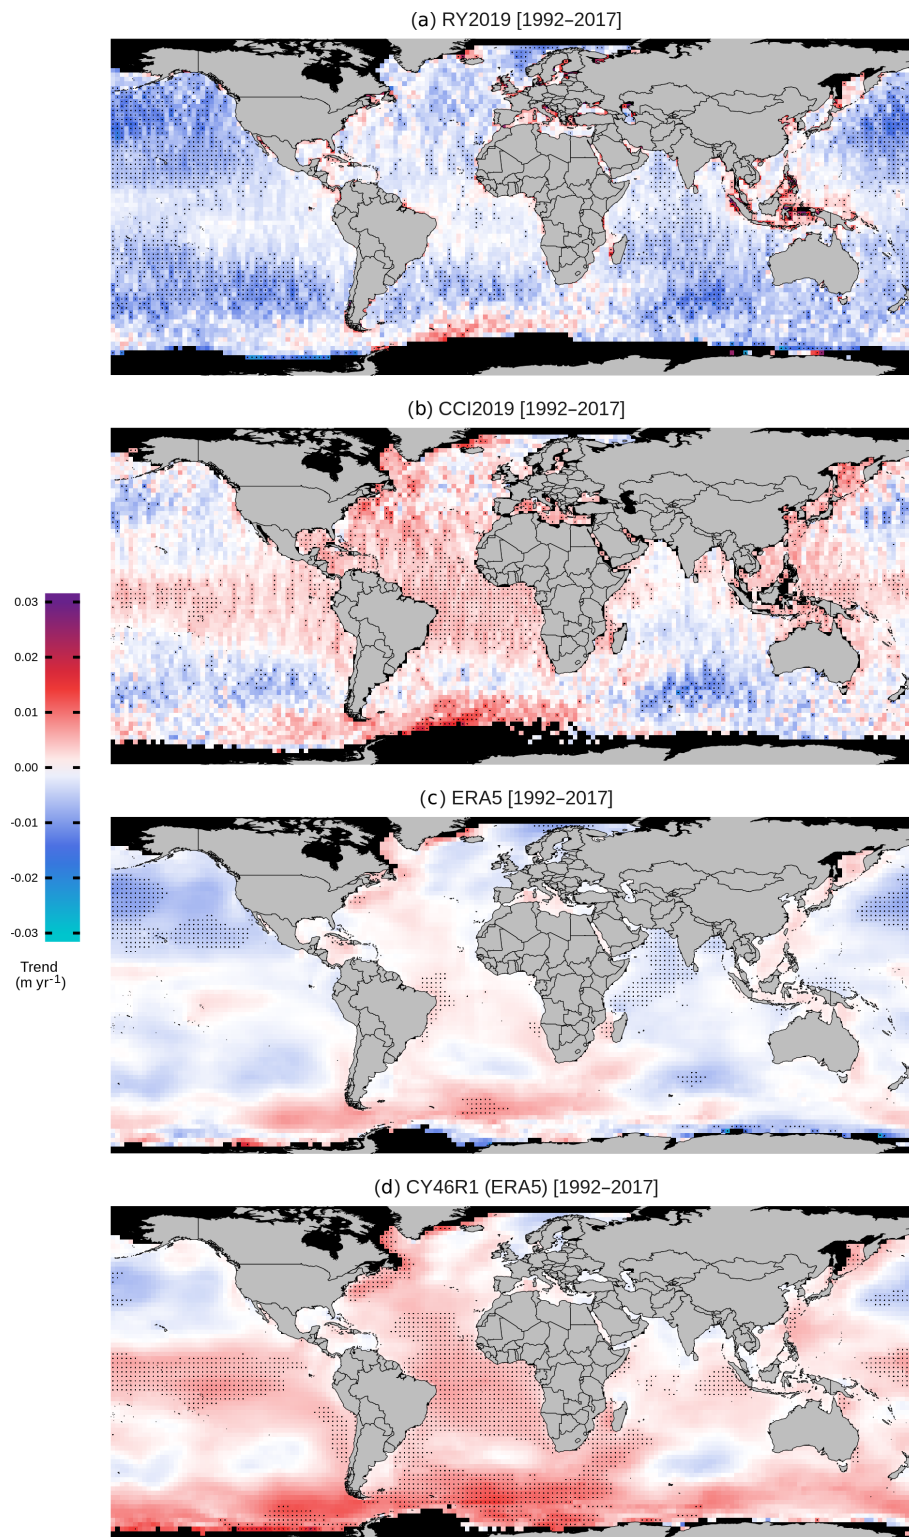 (a) RY2019 [1992–2017]
(b) CCI2019 [1992–2017]
(c) ERA5 [1992–2017]
0.03
0.02
0.01
0.00
-0.01
-0.02
-0.03
Trend
(m yr⁻¹)
(d) CY46R1 (ERA5) [1992–2017]